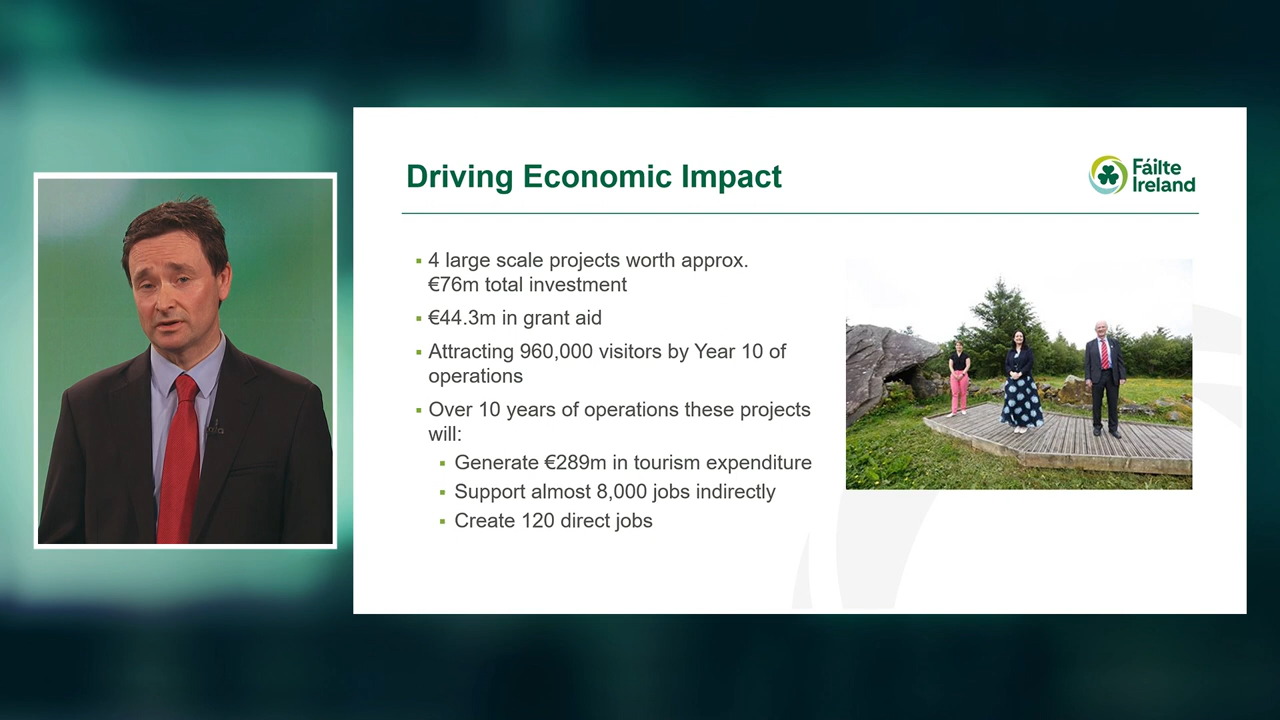 Driving Economic Impact
Fáilte
Ireland
▪ 4 large scale projects worth approx.
€76m total investment
▪ €44.3m in grant aid
▪ Attracting 960,000 visitors by Year 10 of
operations
▪ Over 10 years of operations these projects
will:
▪ Generate €289m in tourism expenditure
▪ Support almost 8,000 jobs indirectly
▪ Create 120 direct jobs